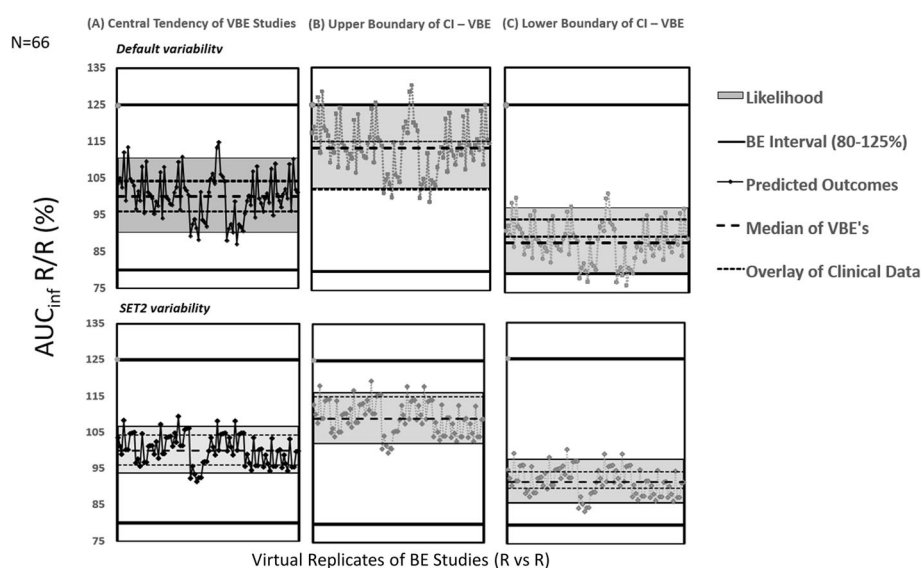 (A) Central Tendency of VBE Studies (B) Upper Boundary of CI – VBE (C) Lower Boundary of CI – VBE
N=66
Default variability
135
125
115
105
95
85
75
Likelihood
BE Interval (80-125%)
Predicted Outcomes
Median of VBE's
Overlay of Clinical Data
AUCinf R/R (%)
SET2 variability
135
125
115
105
95
85
75
Virtual Replicates of BE Studies (R vs R)